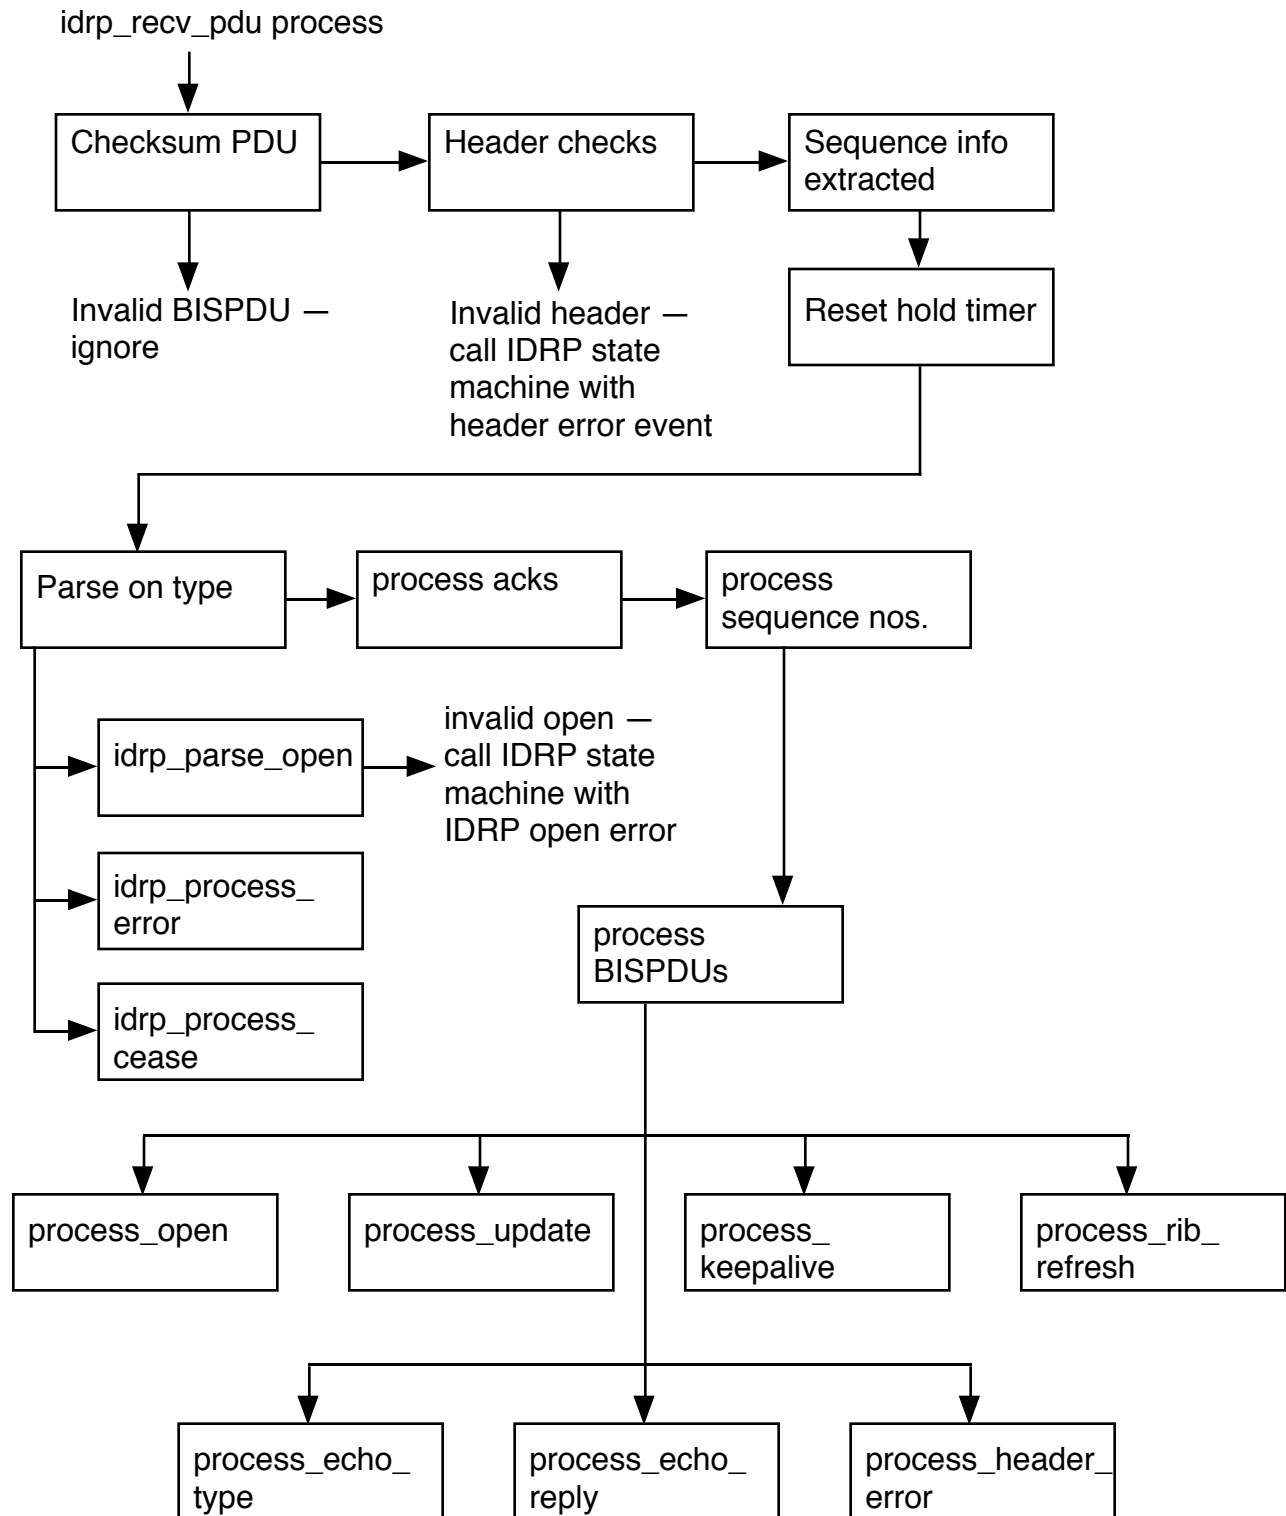 idrp_recv_pdu process
Checksum PDU
Header checks
Sequence info
extracted
Invalid BISPDU —
ignore
Invalid header —
call IDRP state
machine with
header error event
Reset hold timer
Parse on type
process acks
process
sequence nos.
idrp_parse_open
invalid open —
call IDRP state
machine with
IDRP open error
idrp_process_
error
idrp_process_
cease
process
BISPDUs
process_open
process_update
process_
keepalive
process_rib_
refresh
process_echo_
type
process_echo_
reply
process_header_
error